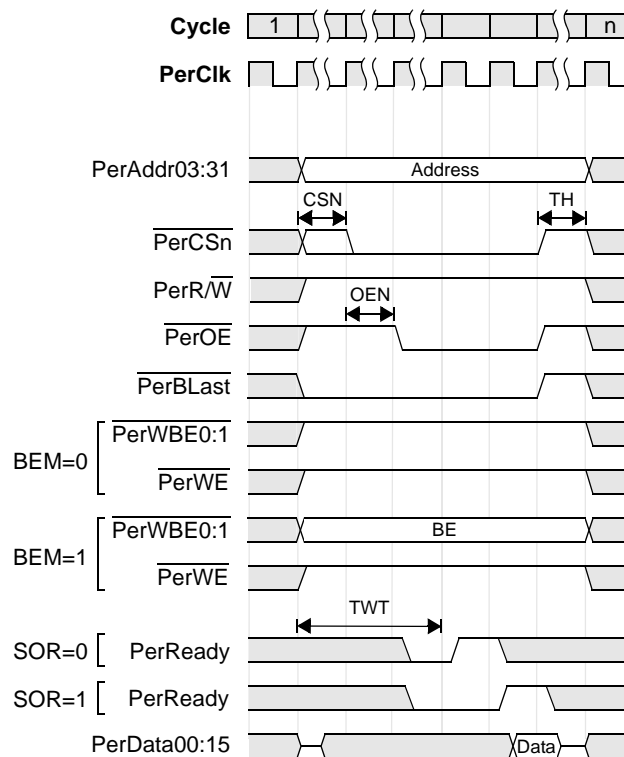 Cycle 1 n
PerClk
PerAddr03:31 Address
CSN TH
PerCSn
PerR/W
OEN
PerOE
PerBLast
PerWBE0:1
BEM=0
PerWE
PerWBE0:1 BE
BEM=1
PerWE
TWT
SOR=0 PerReady
SOR=1 PerReady
PerData00:15 Data